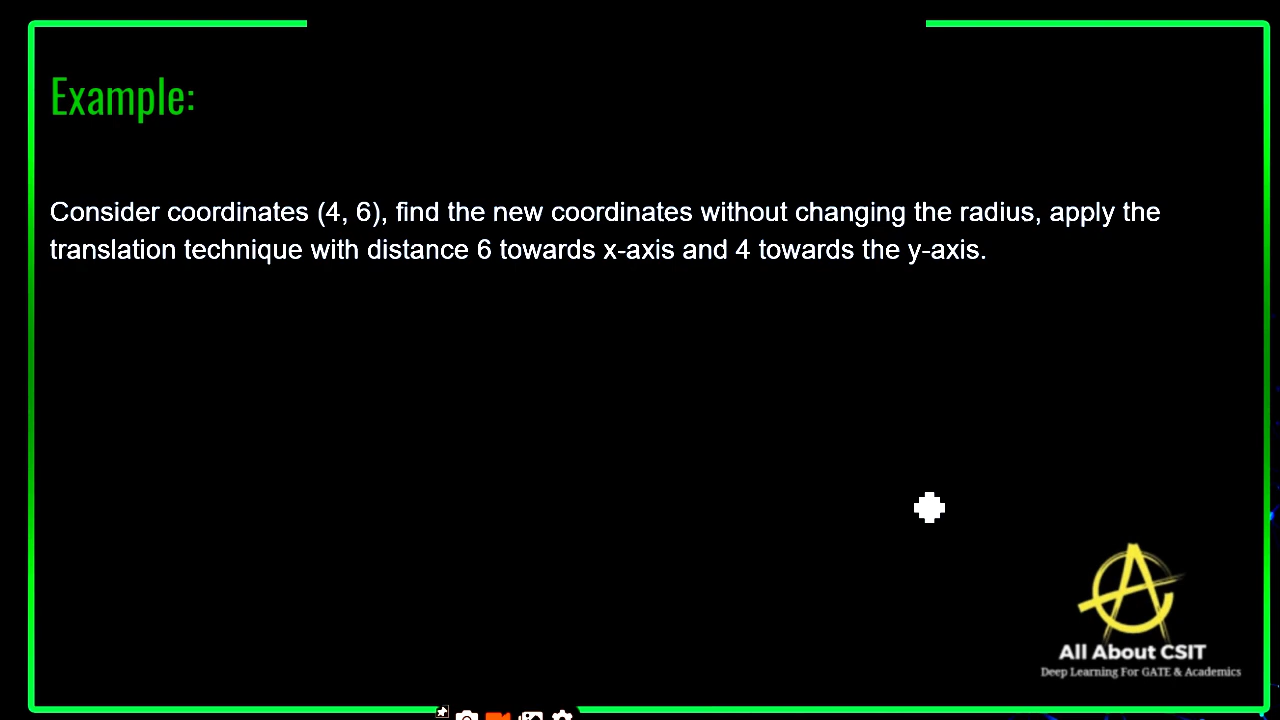 Example:
Consider coordinates (4, 6), find the new coordinates without changing the radius, apply the
translation technique with distance 6 towards x-axis and 4 towards the y-axis.
All About CSIT
Deep Learning For GATE & Academics